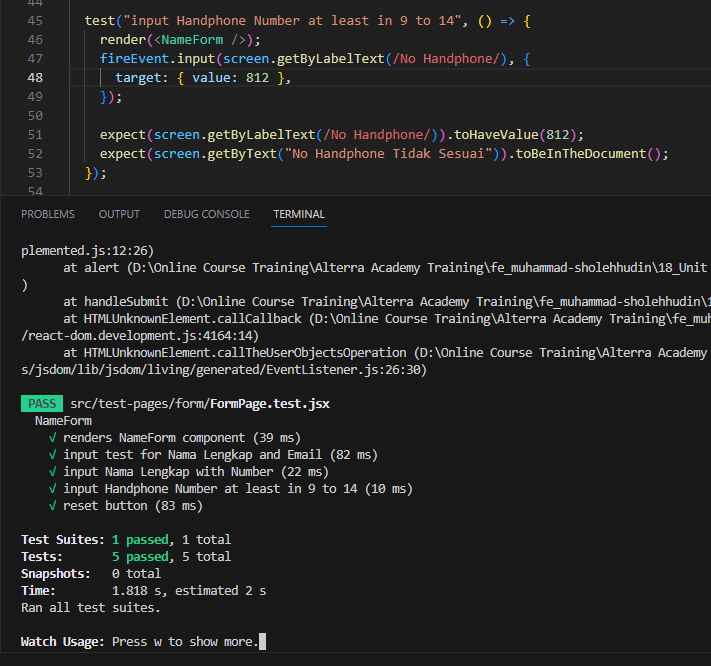 44
45 test("input Handphone Number at least in 9 to 14", () => {
46 render(<NameForm />);
47 fireEvent.input(screen.getByLabelText(/No Handphone/), {
48 target: { value: 812 },
49 });
50
51 expect(screen.getByLabelText(/No Handphone/)).toHaveValue(812);
52 expect(screen.getByText("No Handphone Tidak Sesuai")).toBeInTheDocument();
53 });
54
PROBLEMS OUTPUT DEBUG CONSOLE TERMINAL
plemented.js:12:26)
at alert (D:\Online Course Training\Alterra Academy Training\fe_muhammad-sholehhudin\18_Unit
)
at handleSubmit (D:\Online Course Training\Alterra Academy Training\fe_muhammad-sholehhudin\1
at HTMLUnknownElement.callCallback (D:\Online Course Training\Alterra Academy Training\fe_muh
/react-dom.development.js:4164:14)
at HTMLUnknownElement.callTheUserObjectsOperation (D:\Online Course Training\Alterra Academy
s/jsdom/lib/jsdom/living/generated/EventListener.js:26:30)
PASS src/test-pages/form/FormPage.test.jsx
NameForm
√ renders NameForm component (39 ms)
√ input test for Nama Lengkap and Email (82 ms)
√ input Nama Lengkap with Number (22 ms)
√ input Handphone Number at least in 9 to 14 (10 ms)
√ reset button (83 ms)
Test Suites: 1 passed, 1 total
Tests: 5 passed, 5 total
Snapshots: 0 total
Time: 1.818 s, estimated 2 s
Ran all test suites.
Watch Usage: Press w to show more.